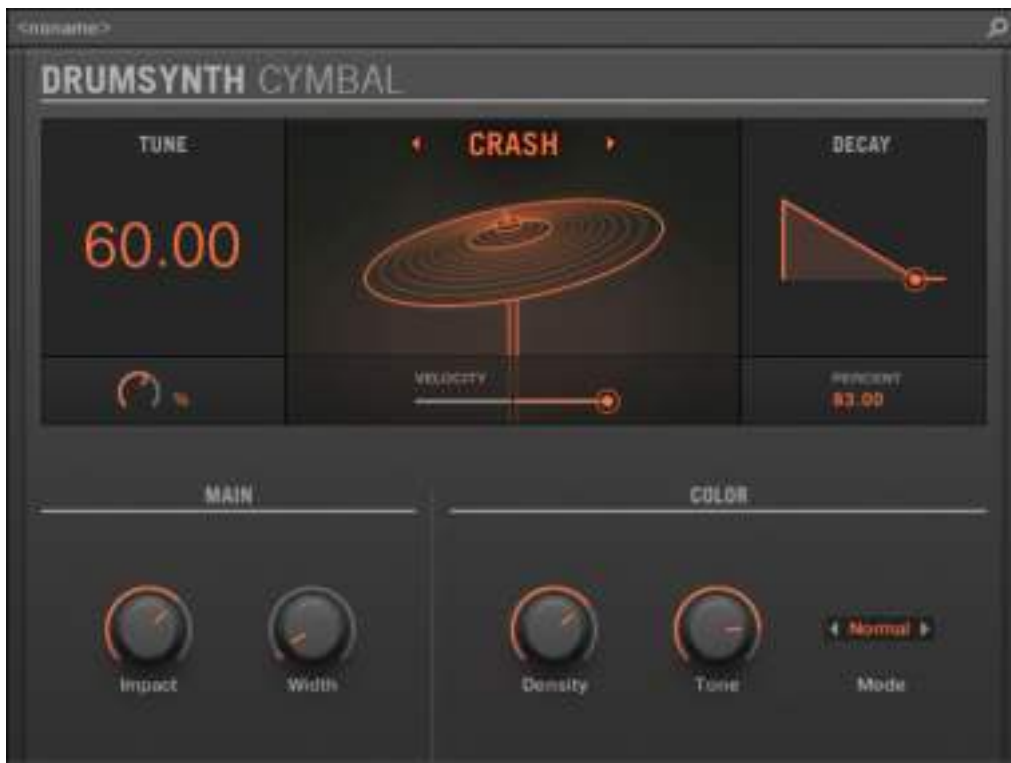 <noname>
DRUMSYNTH CYMBAL
TUNE
CRASH
DECAY
60.00
VELOCITY
%
PERCENT
83.00
MAIN
COLOR
Normal
Impact
Width
Density
Tone
Mode